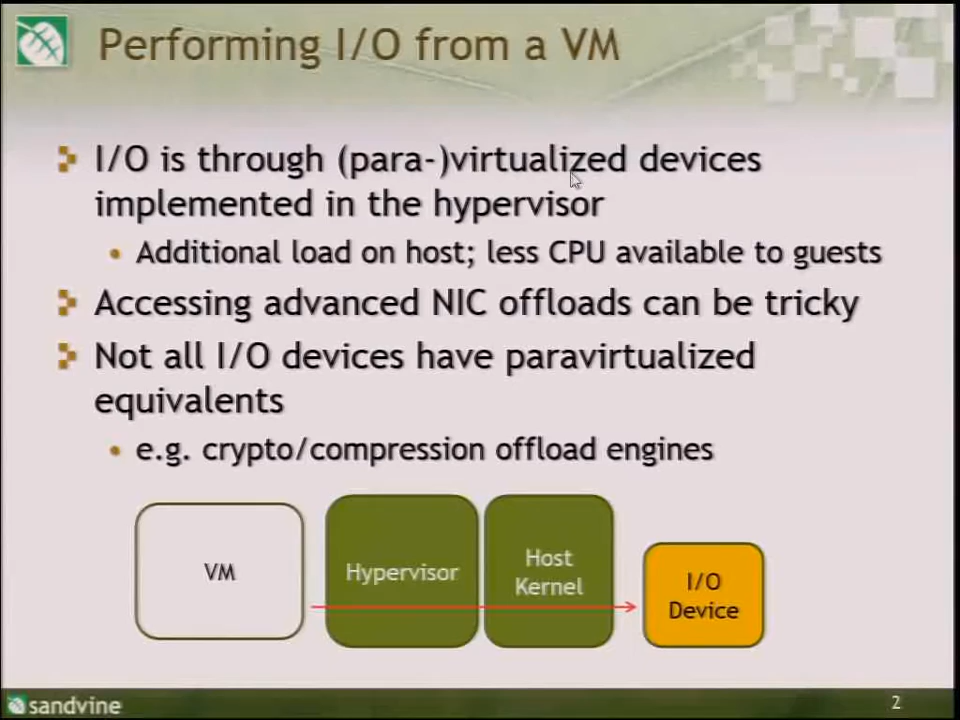 Performing I/O from a VM
I/O is through (para-)virtualized devices
implemented in the hypervisor
Additional load on host; less CPU available to guests
Accessing advanced NIC offloads can be tricky
Not all I/O devices have paravirtualized
equivalents
e.g. crypto/compression offload engines
VM
Hypervisor
Host
Kernel
I/O
Device
sandvine
2